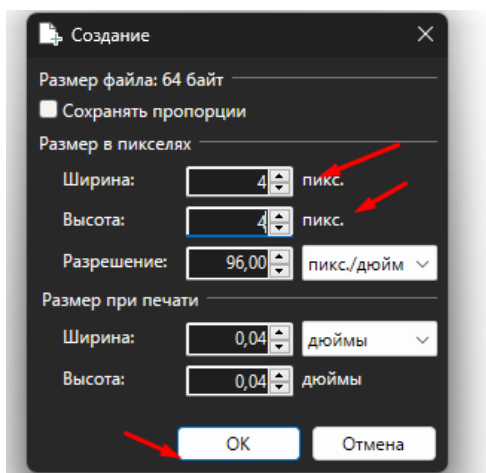 Создание
Размер файла: 64 байт
Сохранять пропорции
Размер в пикселях
Ширина: 4 пикс.
Высота: 4 пикс.
Разрешение: 96,00 пикс./дюйм
Размер при печати
Ширина: 0,04 дюймы
Высота: 0,04 дюймы
OK Отмена